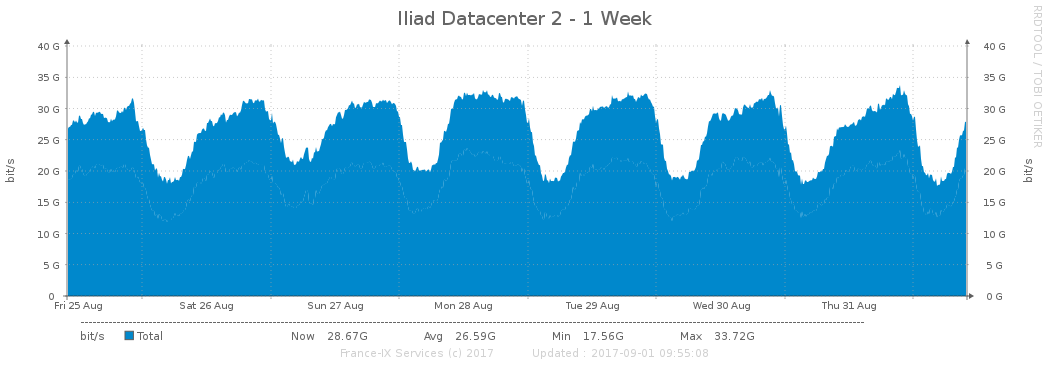 Iliad Datacenter 2 - 1 Week
RRDTOOL / TOBI OETIKER
40 G 40 G
35 G 35 G
30 G 30 G
25 G 25 G
20 G 20 G
15 G 15 G
10 G 10 G
5 G 5 G
0 0 G
bit/s bit/s
Fri 25 Aug Sat 26 Aug Sun 27 Aug Mon 28 Aug Tue 29 Aug Wed 30 Aug Thu 31 Aug
bit/s Total Now 28.67G Avg 26.59G Min 17.56G Max 33.72G
France-IX Services (c) 2017 Updated : 2017-09-01 09:55:08